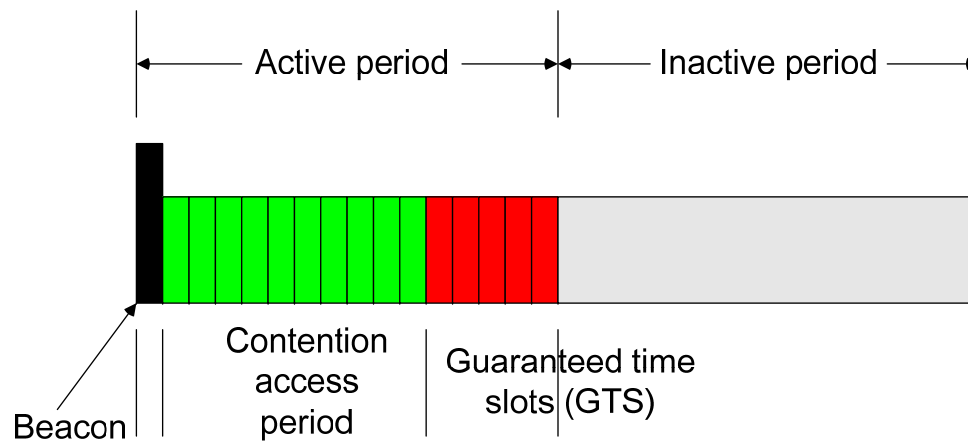 Active period
Inactive period
Contention
access
period
Guaranteed time
slots (GTS)
Beacon